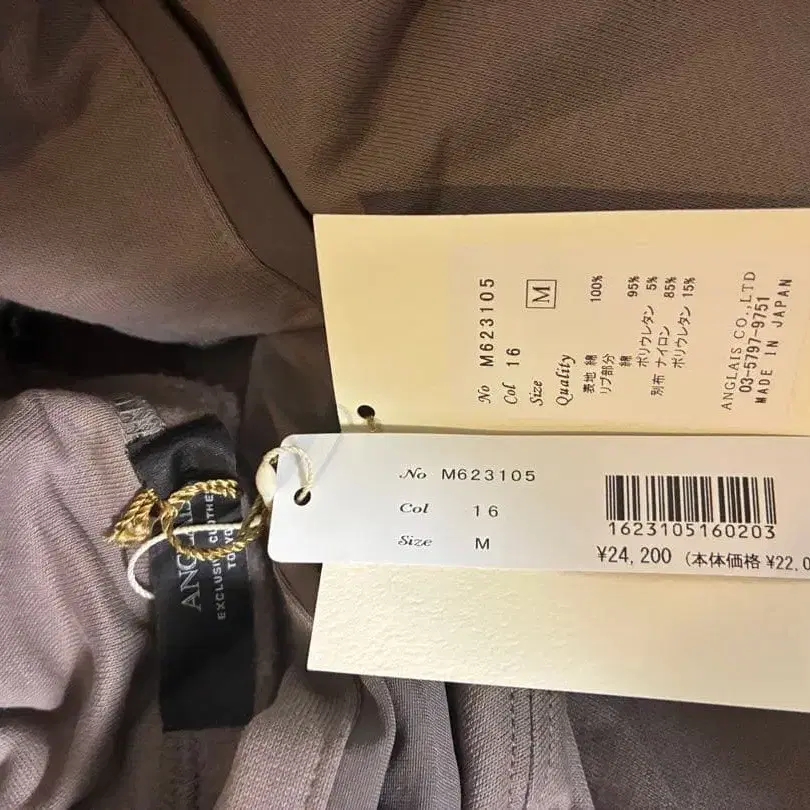 No M623105
Col 16
Size M
Quality
表地 綿 100%
リブ部分
綿 95%
ポリウレタン 5%
別布 ナイロン 85%
ポリウレタン 15%
ANGLAIS CO.,LTD
03-5797-9751
MADE IN JAPAN
No M623105
Col 16
Size M
1623105160203
¥24,200 (本体価格 ¥22,0
EXCLUSIVE